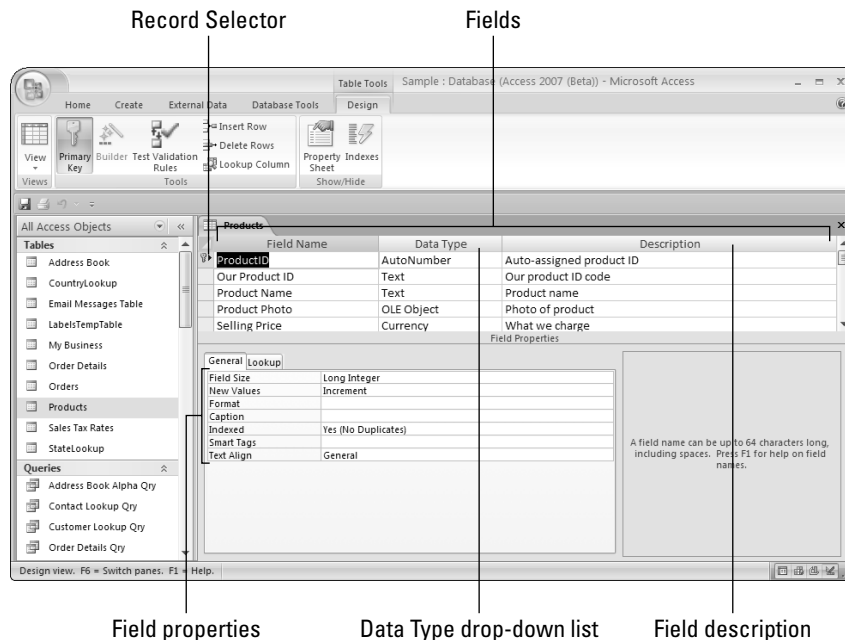 Record Selector Fields
Table Tools Sample : Database (Access 2007 (Beta)) - Microsoft Access
Home Create External Data Database Tools Design
View Primary Key Builder Test Validation Rules Insert Row Delete Rows Lookup Column Property Sheet Indexes
Views Tools Show/Hide
All Access Objects Products
Tables
Address Book
CountryLookup
Email Messages Table
LabelsTempTable
My Business
Order Details
Orders
Products
Sales Tax Rates
StateLookup
Queries
Address Book Alpha Qry
Contact Lookup Qry
Customer Lookup Qry
Order Details Qry
Field Name Data Type Description
ProductID AutoNumber Auto-assigned product ID
Our Product ID Text Our product ID code
Product Name Text Product name
Product Photo OLE Object Photo of product
Selling Price Currency What we charge
Field Properties
General Lookup
Field Size Long Integer
New Values Increment
Format
Caption
Indexed Yes (No Duplicates)
Smart Tags
Text Align General
A field name can be up to 64 characters long,
including spaces. Press F1 for help on field
names.
Design view. F6 = Switch panes. F1 = Help.
Field properties Data Type drop-down list Field description